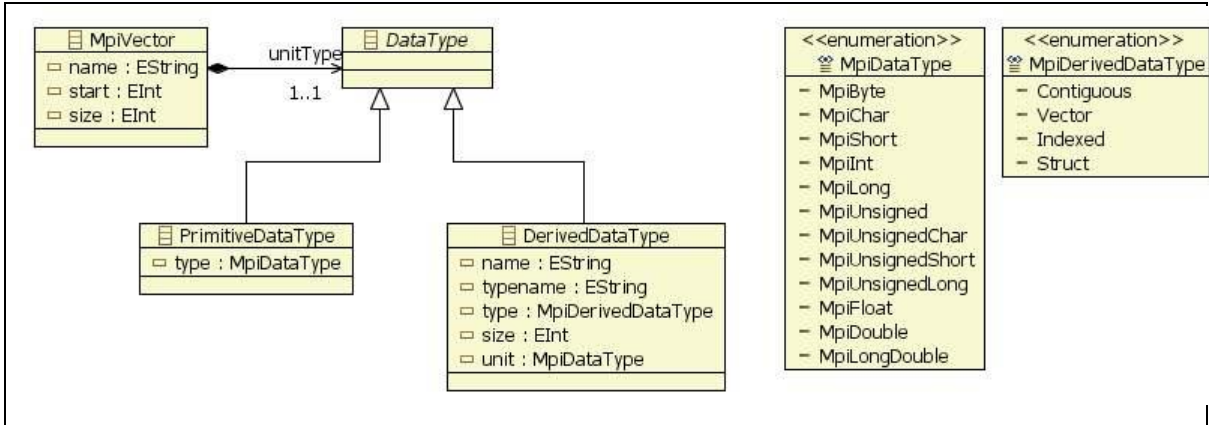 MpiVector
name : EString
start : EInt
size : EInt
unitType
1..1
DataType
PrimitiveDataType
type : MpiDataType
DerivedDataType
name : EString
typename : EString
type : MpiDerivedDataType
size : EInt
unit : MpiDataType
<<enumeration>>
MpiDataType
MpiByte
MpiChar
MpiShort
MpiInt
MpiLong
MpiUnsigned
MpiUnsignedChar
MpiUnsignedShort
MpiUnsignedLong
MpiFloat
MpiDouble
MpiLongDouble
<<enumeration>>
MpiDerivedDataType
Contiguous
Vector
Indexed
Struct